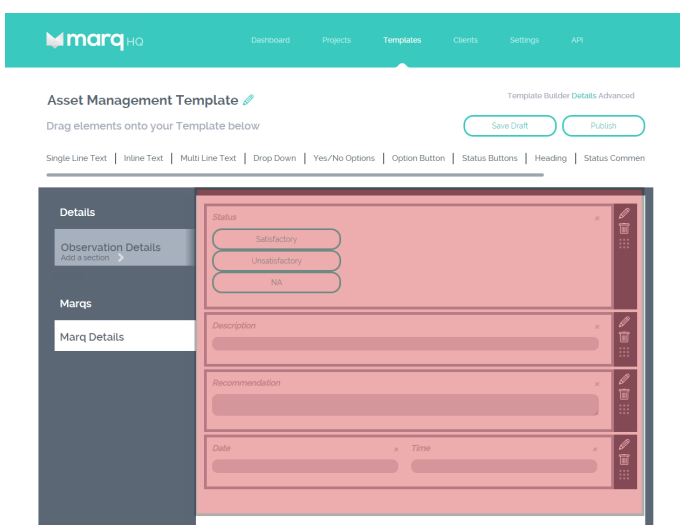 marq HQ
Dashboard Projects Templates Clients Settings API
Asset Management Template
Template Builder Details Advanced
Drag elements onto your Template below
Save Draft Publish
Single Line Text | Inline Text | Multi Line Text | Drop Down | Yes/No Options | Option Button | Status Buttons | Heading | Status Commen
Details
Status x
Satisfactory
Observation Details
Add a section
Unsatisfactory
NA
Marqs
Description x
Marq Details
Recommendation x
Date x Time x